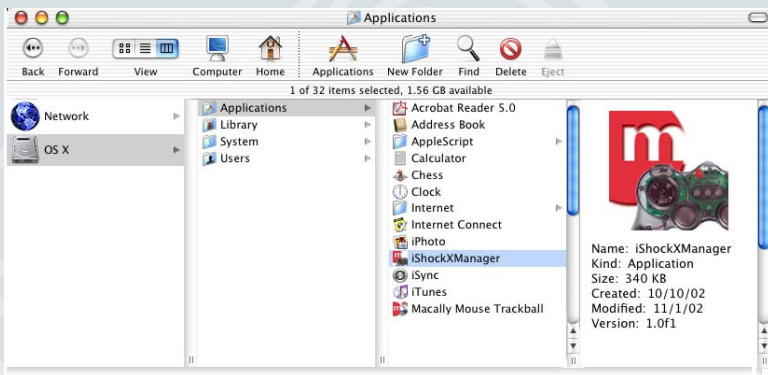 Applications
Back Forward View Computer Home Applications New Folder Find Delete Eject
1 of 32 items selected, 1.56 GB available
Network
OS X
Applications
Library
System
Users
Acrobat Reader 5.0
Address Book
AppleScript
Calculator
Chess
Clock
Internet
Internet Connect
iPhoto
iShockXManager
iSync
iTunes
Macally Mouse Trackball
m
Name: iShockXManager
Kind: Application
Size: 340 KB
Created: 10/10/02
Modified: 11/1/02
Version: 1.0f1